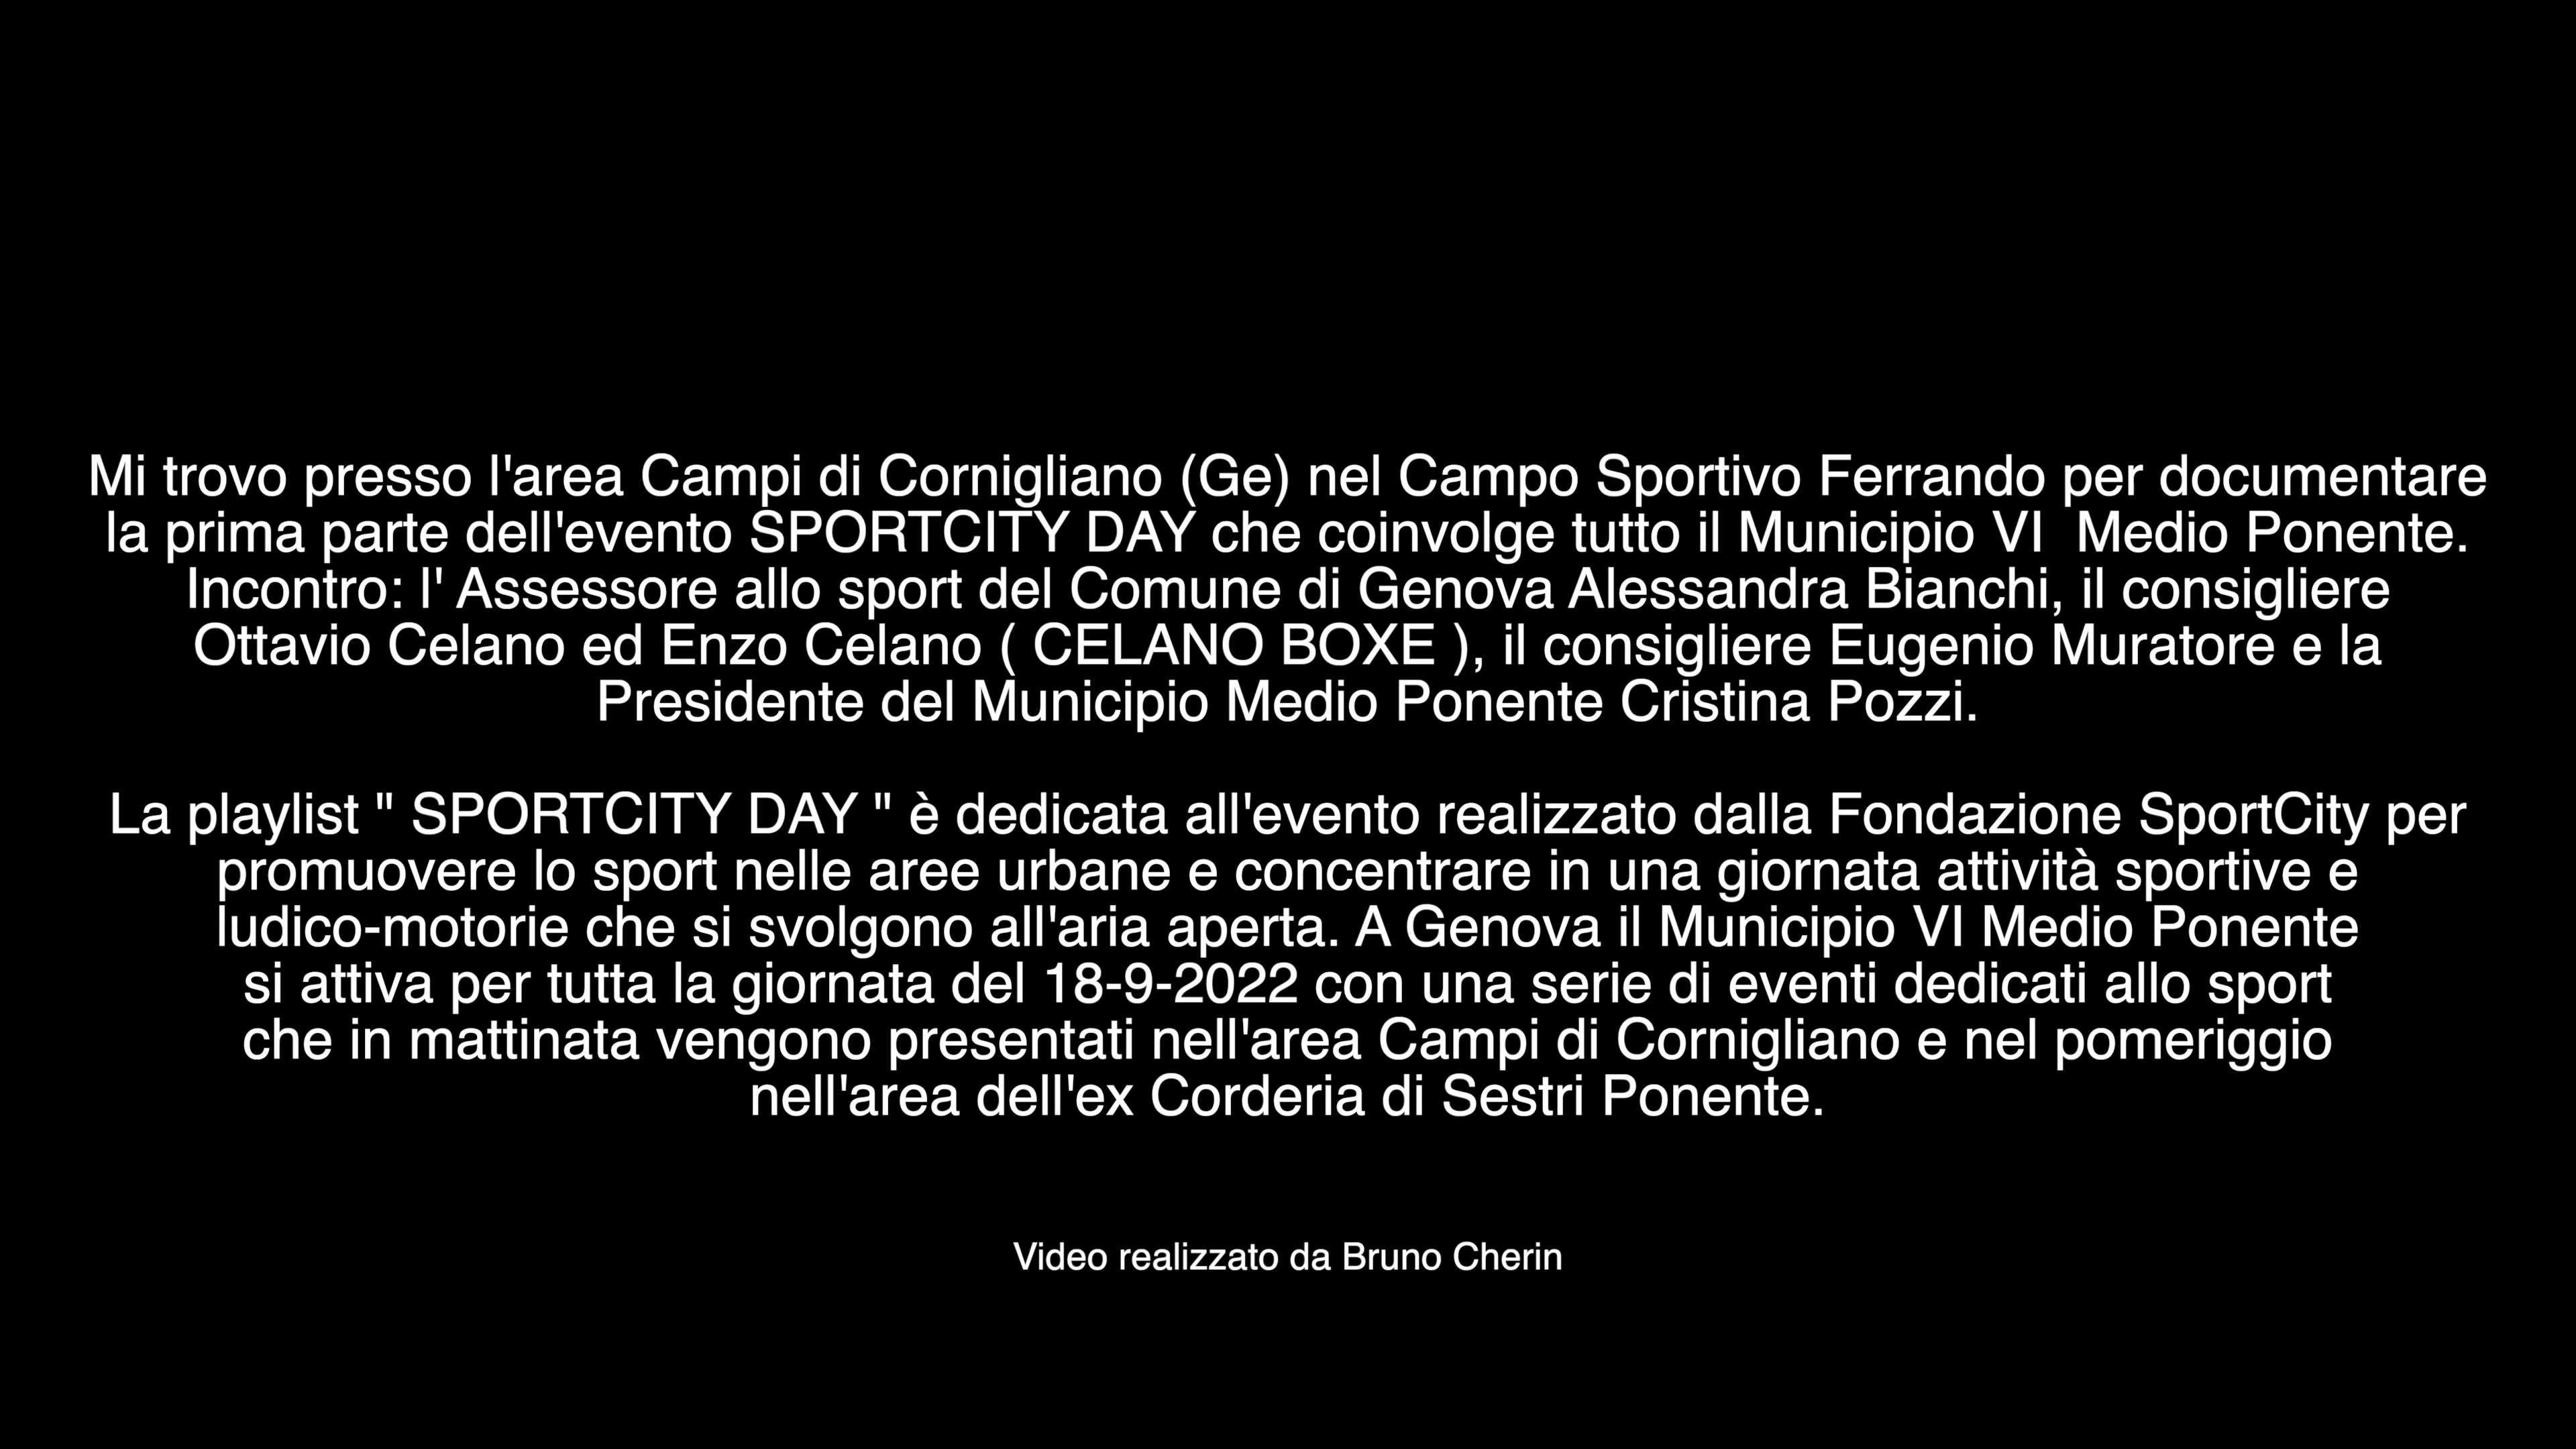 Mi trovo presso l'area Campi di Cornigliano (Ge) nel Campo Sportivo Ferrando per documentare
la prima parte dell'evento SPORTCITY DAY che coinvolge tutto il Municipio VI  Medio Ponente.
Incontro: l' Assessore allo sport del Comune di Genova Alessandra Bianchi, il consigliere
Ottavio Celano ed Enzo Celano ( CELANO BOXE ), il consigliere Eugenio Muratore e la
Presidente del Municipio Medio Ponente Cristina Pozzi.
La playlist " SPORTCITY DAY " è dedicata all'evento realizzato dalla Fondazione SportCity per
promuovere lo sport nelle aree urbane e concentrare in una giornata attività sportive e
ludico-motorie che si svolgono all'aria aperta. A Genova il Municipio VI Medio Ponente
si attiva per tutta la giornata del 18-9-2022 con una serie di eventi dedicati allo sport
che in mattinata vengono presentati nell'area Campi di Cornigliano e nel pomeriggio
nell'area dell'ex Corderia di Sestri Ponente.
Video realizzato da Bruno Cherin